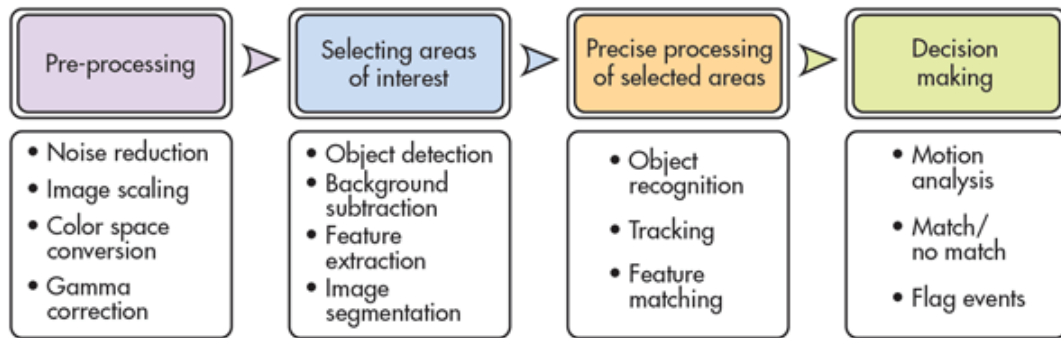 Pre-processing
Selecting areas
of interest
Precise processing
of selected areas
Decision
making
• Noise reduction
• Image scaling
• Color space
conversion
• Gamma
correction
• Object detection
• Background
subtraction
• Feature
extraction
• Image
segmentation
• Object
recognition
• Tracking
• Feature
matching
• Motion
analysis
• Match/
no match
• Flag events